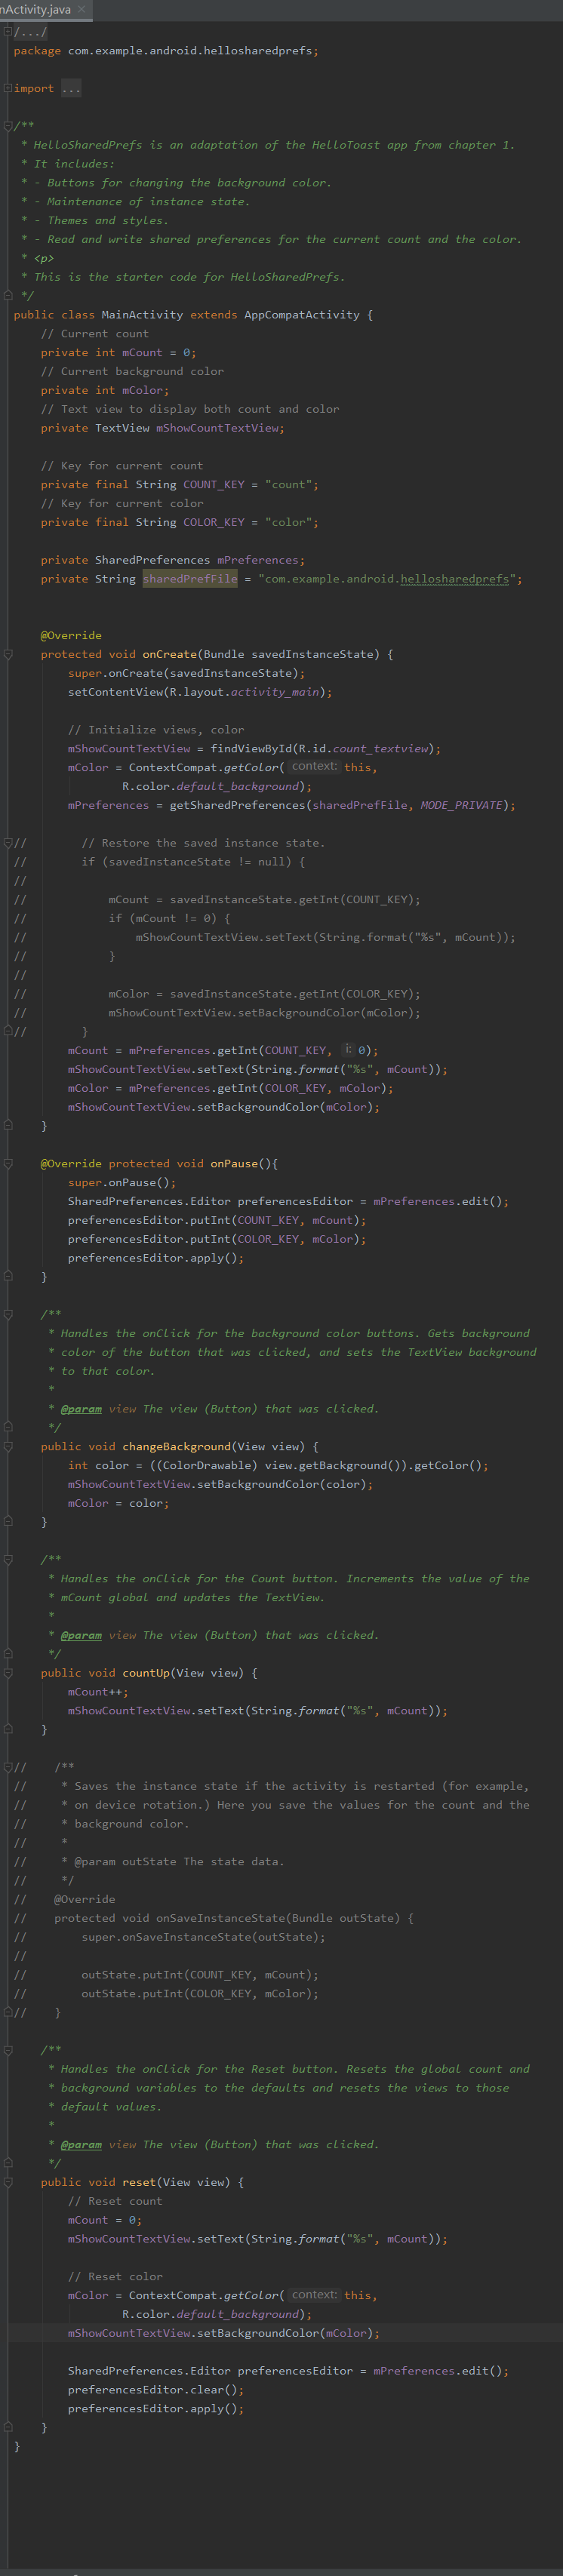 nActivity.java ×
/.../
package com.example.android.hellosharedprefs;
import ...
/**
* HelloSharedPrefs is an adaptation of the HelloToast app from chapter 1.
* It includes:
* - Buttons for changing the background color.
* - Maintenance of instance state.
* - Themes and styles.
* - Read and write shared preferences for the current count and the color.
* <p>
* This is the starter code for HelloSharedPrefs.
*/
public class MainActivity extends AppCompatActivity {
// Current count
private int mCount = 0;
// Current background color
private int mColor;
// Text view to display both count and color
private TextView mShowCountTextView;
// Key for current count
private final String COUNT_KEY = "count";
// Key for current color
private final String COLOR_KEY = "color";
private SharedPreferences mPreferences;
private String sharedPrefFile = "com.example.android.hellosharedprefs";
@Override
protected void onCreate(Bundle savedInstanceState) {
super.onCreate(savedInstanceState);
setContentView(R.layout.activity_main);
// Initialize views, color
mShowCountTextView = findViewById(R.id.count_textview);
mColor = ContextCompat.getColor( context: this,
R.color.default_background);
mPreferences = getSharedPreferences(sharedPrefFile, MODE_PRIVATE);
// // Restore the saved instance state.
// if (savedInstanceState != null) {
//
// mCount = savedInstanceState.getInt(COUNT_KEY);
// if (mCount != 0) {
// mShowCountTextView.setText(String.format("%s", mCount));
// }
//
// mColor = savedInstanceState.getInt(COLOR_KEY);
// mShowCountTextView.setBackgroundColor(mColor);
// }
mCount = mPreferences.getInt(COUNT_KEY, i: 0);
mShowCountTextView.setText(String.format("%s", mCount));
mColor = mPreferences.getInt(COLOR_KEY, mColor);
mShowCountTextView.setBackgroundColor(mColor);
}
@Override protected void onPause(){
super.onPause();
SharedPreferences.Editor preferencesEditor = mPreferences.edit();
preferencesEditor.putInt(COUNT_KEY, mCount);
preferencesEditor.putInt(COLOR_KEY, mColor);
preferencesEditor.apply();
}
/**
* Handles the onClick for the background color buttons. Gets background
* color of the button that was clicked, and sets the TextView background
* to that color.
*
* @param view The view (Button) that was clicked.
*/
public void changeBackground(View view) {
int color = ((ColorDrawable) view.getBackground()).getColor();
mShowCountTextView.setBackgroundColor(color);
mColor = color;
}
/**
* Handles the onClick for the Count button. Increments the value of the
* mCount global and updates the TextView.
*
* @param view The view (Button) that was clicked.
*/
public void countUp(View view) {
mCount++;
mShowCountTextView.setText(String.format("%s", mCount));
}
// /**
// * Saves the instance state if the activity is restarted (for example,
// * on device rotation.) Here you save the values for the count and the
// * background color.
// *
// * @param outState The state data.
// */
// @Override
// protected void onSaveInstanceState(Bundle outState) {
// super.onSaveInstanceState(outState);
//
// outState.putInt(COUNT_KEY, mCount);
// outState.putInt(COLOR_KEY, mColor);
// }
/**
* Handles the onClick for the Reset button. Resets the global count and
* background variables to the defaults and resets the views to those
* default values.
*
* @param view The view (Button) that was clicked.
*/
public void reset(View view) {
// Reset count
mCount = 0;
mShowCountTextView.setText(String.format("%s", mCount));
// Reset color
mColor = ContextCompat.getColor( context: this,
R.color.default_background);
mShowCountTextView.setBackgroundColor(mColor);
SharedPreferences.Editor preferencesEditor = mPreferences.edit();
preferencesEditor.clear();
preferencesEditor.apply();
}
}